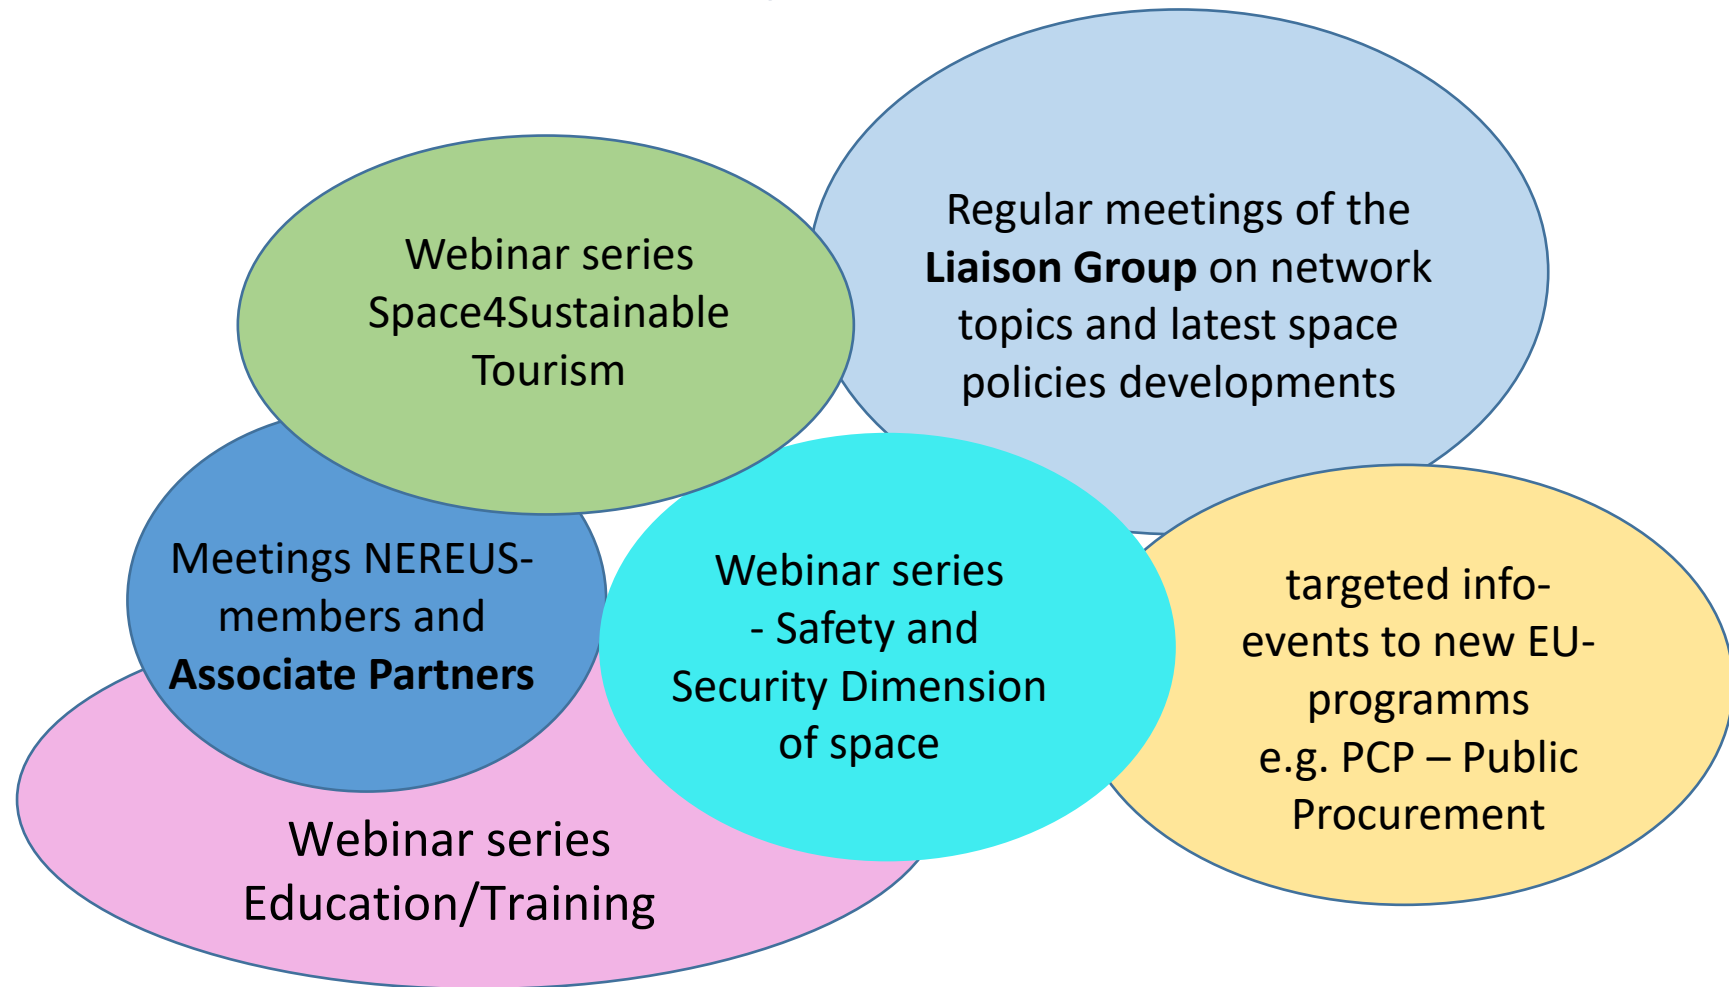 Webinar series
Space4Sustainable
Tourism
Regular meetings of the
Liaison Group on network
topics and latest space
policies developments
Meetings NEREUS-
members and
Associate Partners
Webinar series
- Safety and
Security Dimension
of space
targeted info-
events to new EU-
programms
e.g. PCP – Public
Procurement
Webinar series
Education/Training